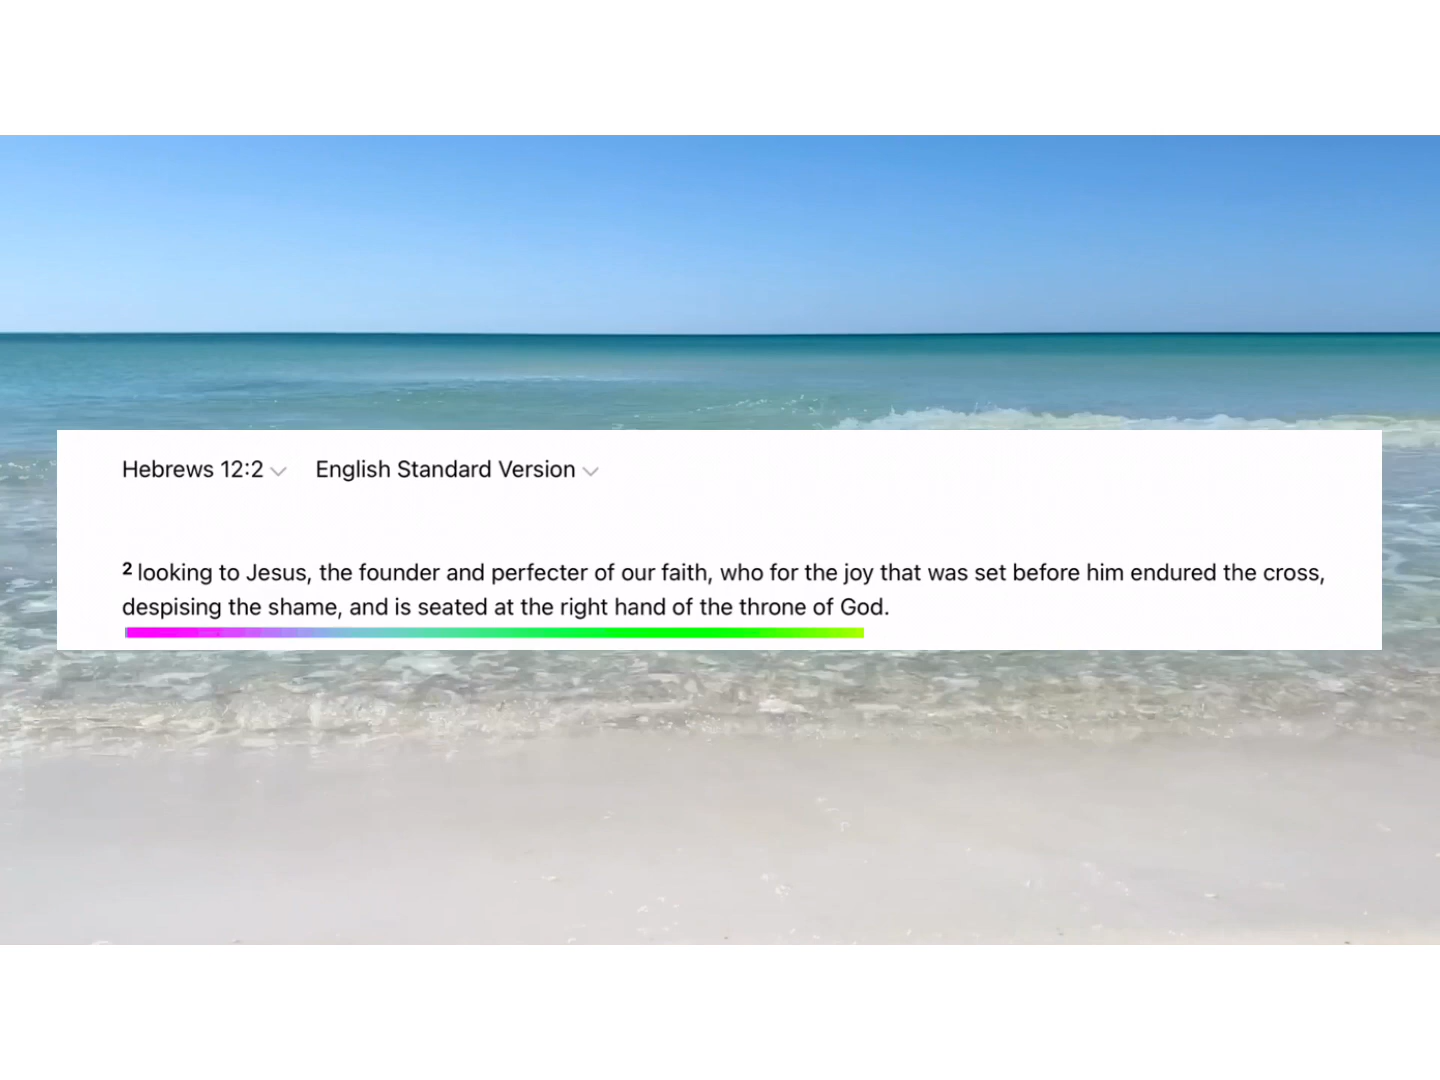 Hebrews 12:2 English Standard Version
2 looking to Jesus, the founder and perfecter of our faith, who for the joy that was set before him endured the cross,
despising the shame, and is seated at the right hand of the throne of God.